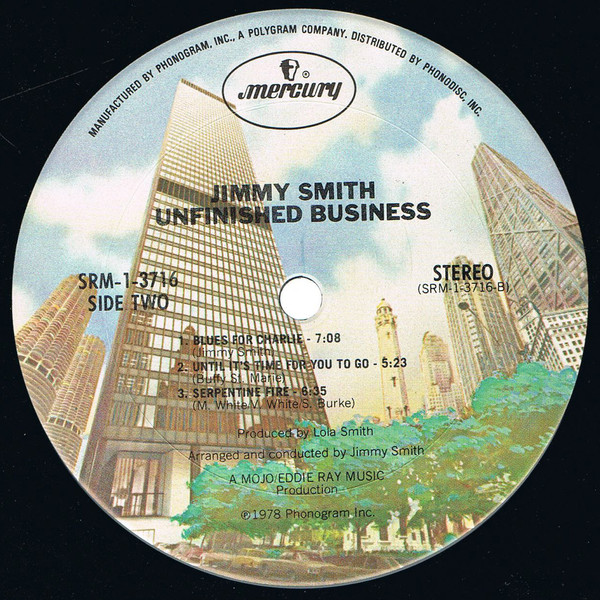 MANUFACTURED BY PHONOGRAM, INC., A POLYGRAM COMPANY. DISTRIBUTED BY PHONODISC, INC.
mercury ®
JIMMY SMITH
UNFINISHED BUSINESS
SRM-1-3716
SIDE TWO
STEREO
(SRM-1-3716-B)
1. BLUES FOR CHARLIE - 7:08
(Jimmy Smith)
2. UNTIL IT'S TIME FOR YOU TO GO - 5:23
(Buffy St. Marie)
3. SERPENTINE FIRE - 6:35
(M. White/V. White/S. Burke)
Produced by Lola Smith
Arranged and conducted by Jimmy Smith
A MOJO/EDDIE RAY MUSIC
Production
℗1978 Phonogram Inc.